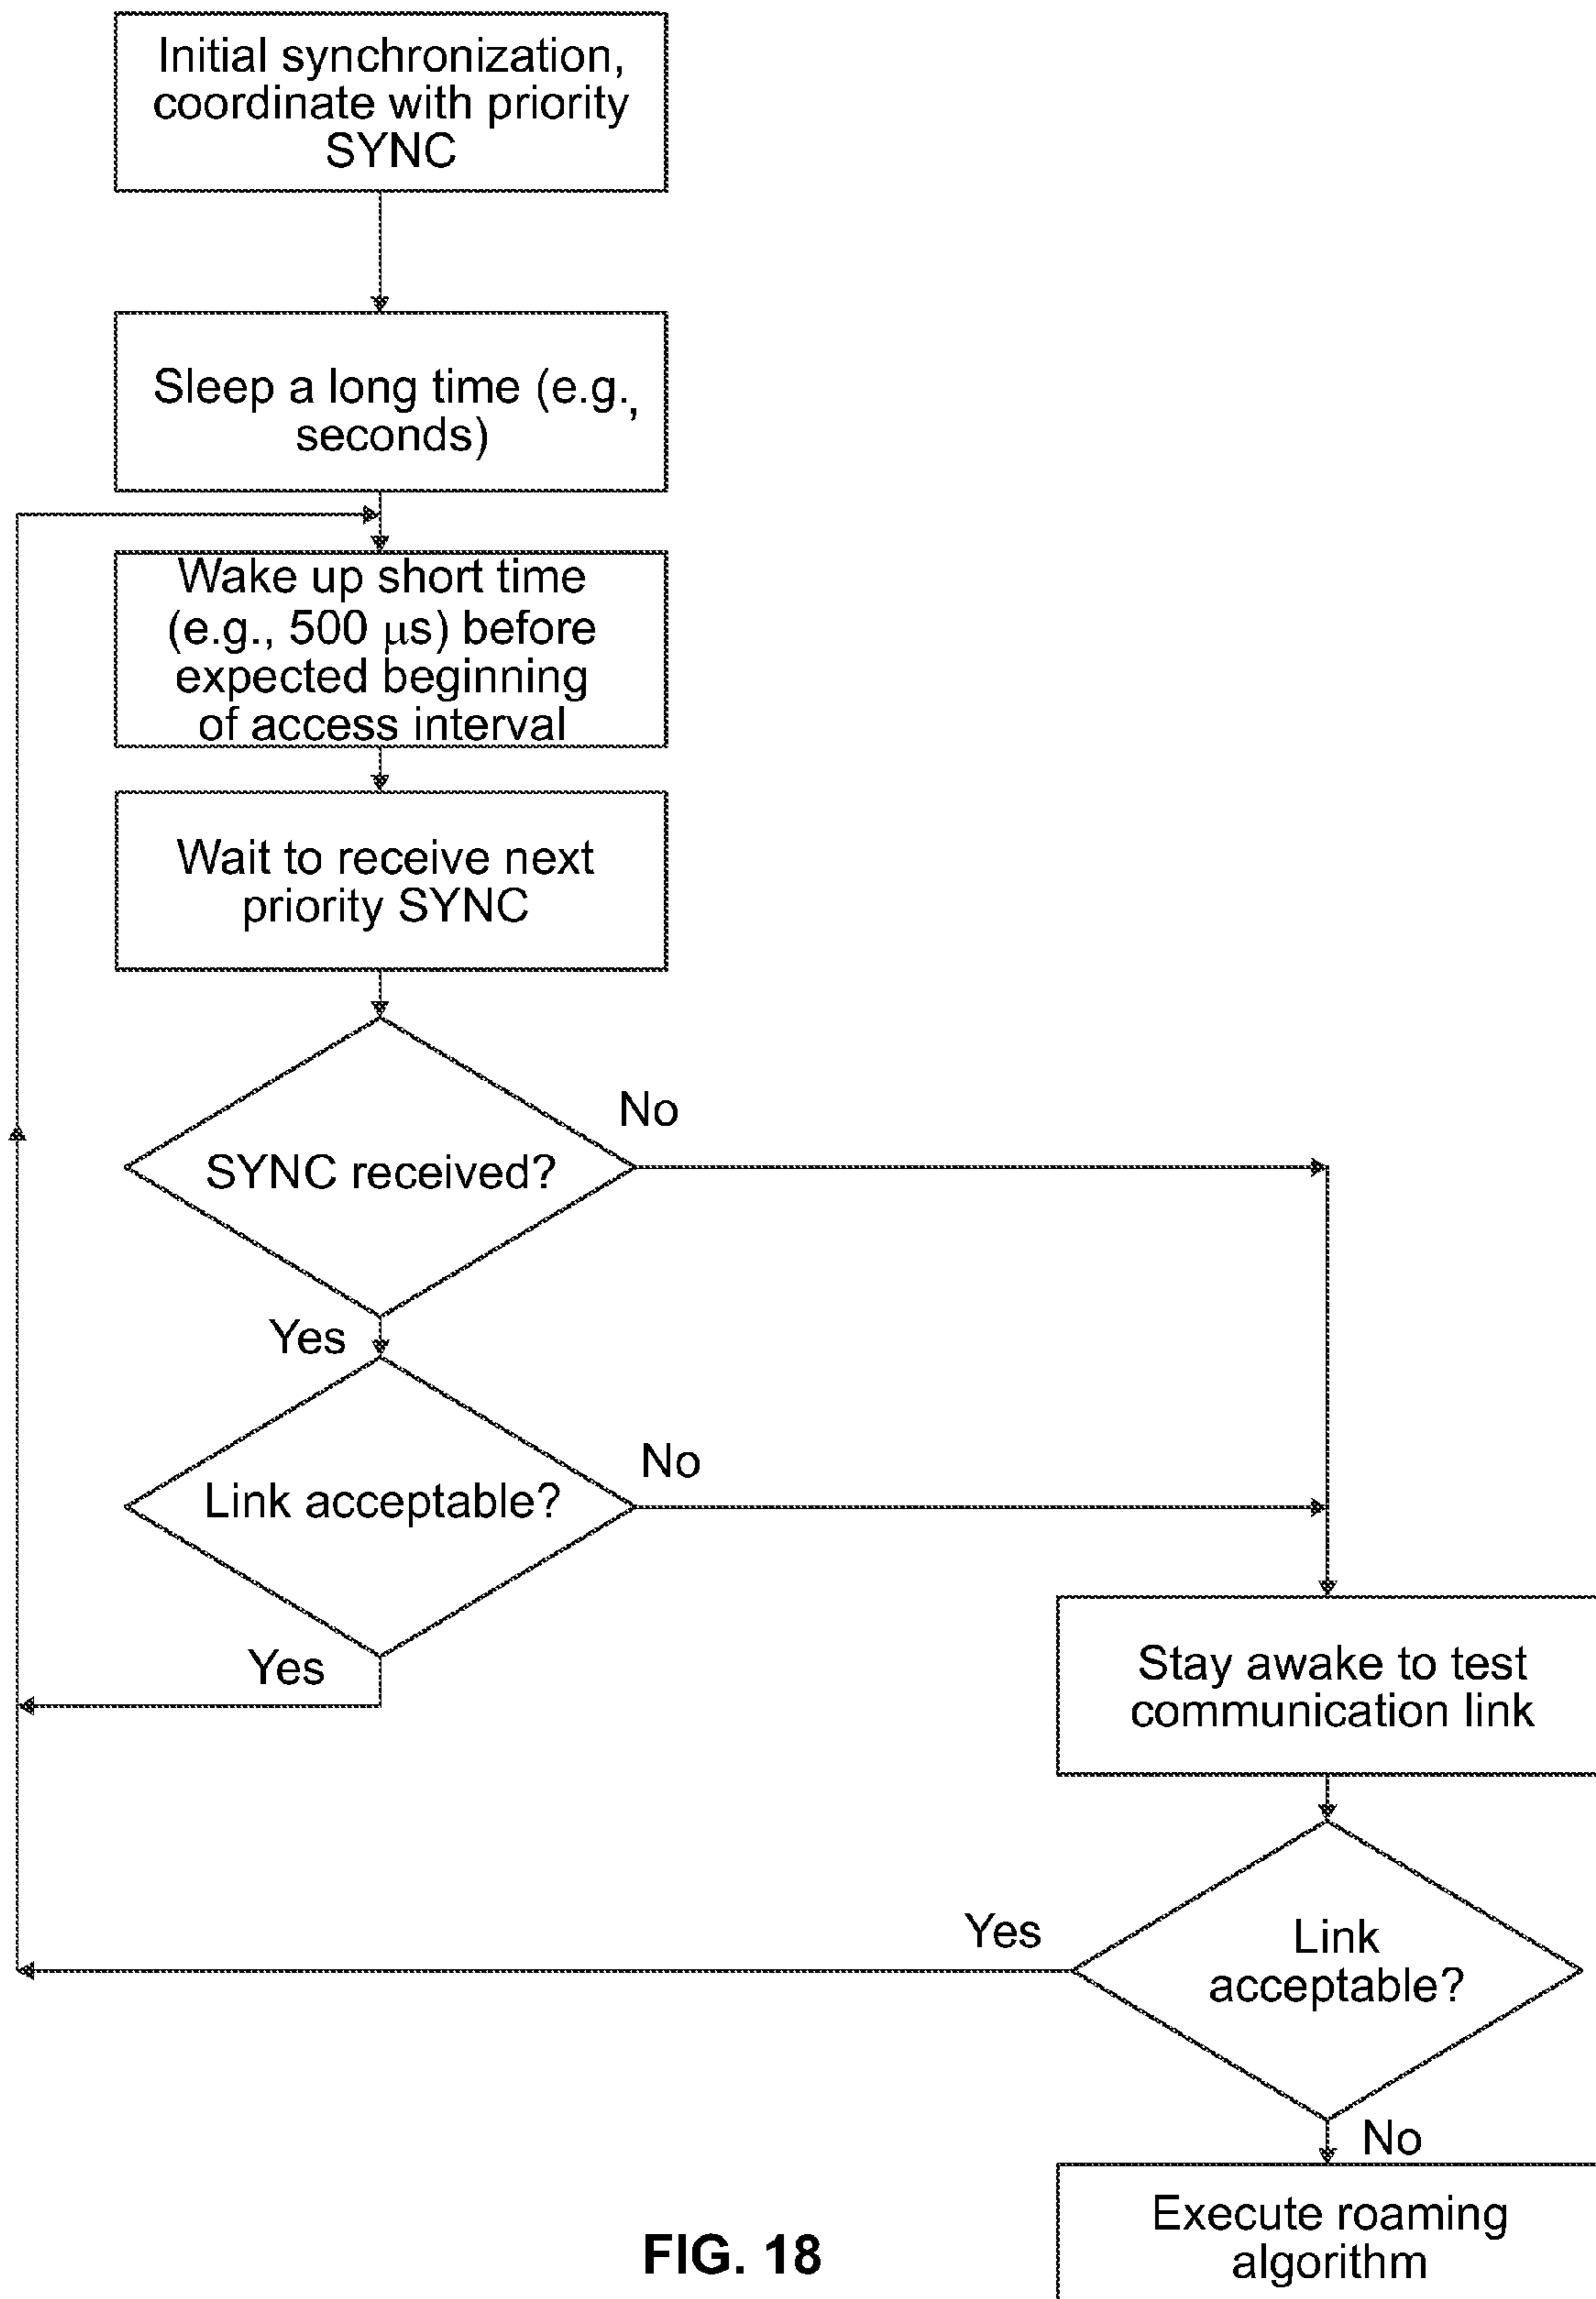 Initial synchronization,
coordinate with priority
SYNC
Sleep a long time (e.g.,
seconds)
Wake up short time
(e.g., 500 μs) before
expected beginning
of access interval
Wait to receive next
priority SYNC
No
SYNC received?
Yes
No
Link acceptable?
Yes
Stay awake to test
communication link
Yes
Link
acceptable?
No
Execute roaming
algorithm
FIG. 18